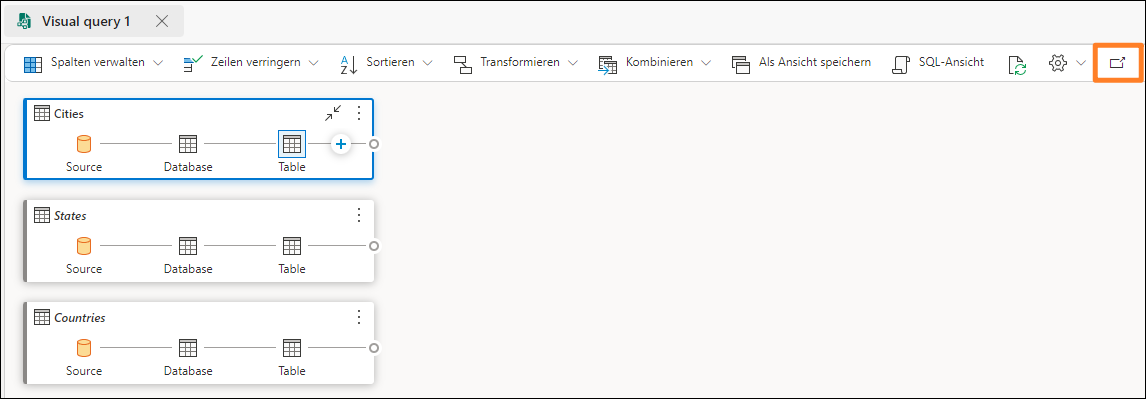 Visual query 1
Spalten verwalten Zeilen verringern Sortieren Transformieren Kombinieren Als Ansicht speichern SQL-Ansicht
Cities
Source Database Table
States
Source Database Table
Countries
Source Database Table